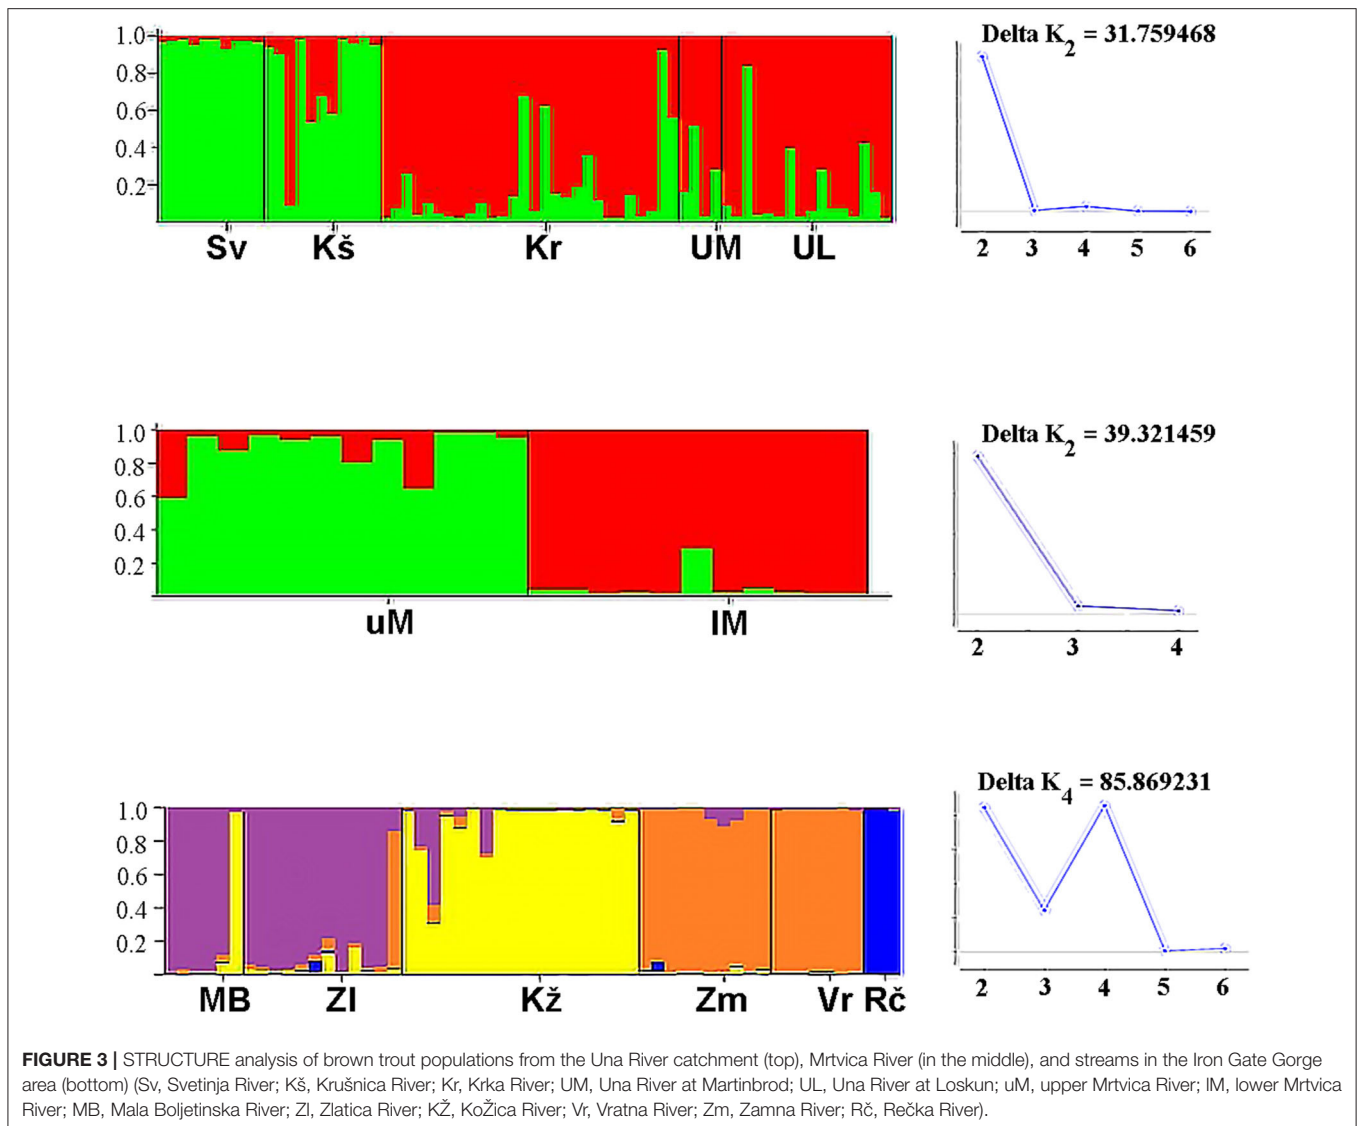 Delta K2 = 31.759468
1.0
0.8
0.6
0.4
0.2
Sv Kš Kr UM UL
2 3 4 5 6
Delta K2 = 39.321459
1.0
0.8
0.6
0.4
0.2
uM lM
2 3 4
Delta K4 = 85.869231
1.0
0.8
0.6
0.4
0.2
MB Zl Kž Zm Vr Rč
2 3 4 5 6
FIGURE 3 | STRUCTURE analysis of brown trout populations from the Una River catchment (top), Mrtvica River (in the middle), and streams in the Iron Gate Gorge
area (bottom) (Sv, Svetinja River; Kš, Krušnica River; Kr, Krka River; UM, Una River at Martinbrod; UL, Una River at Loskun; uM, upper Mrtvica River; lM, lower Mrtvica
River; MB, Mala Boljetinska River; Zl, Zlatica River; KŽ, KoŽica River; Vr, Vratna River; Zm, Zamna River; Rč, Rečka River).